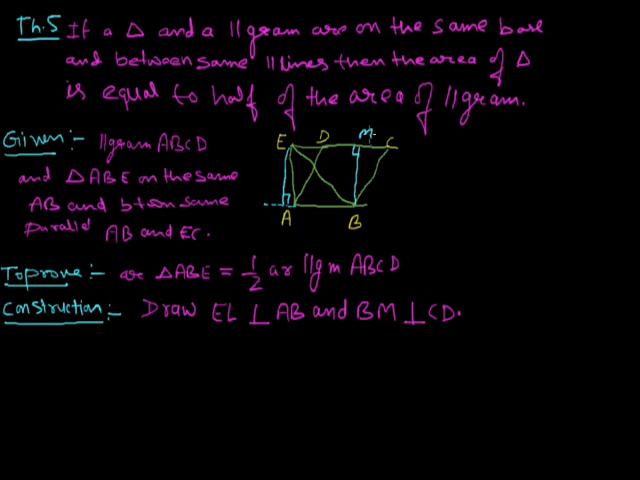 Th.5 If a Δ and a ||gram are on the same base
and between same ||lines then the area of Δ
is equal to half of the area of ||gram.
Given:- ||gram ABCD
and Δ ABE on the same
AB and btwn same
Parallel AB and EC.
E D M C
A B
To prove:- ar ΔABE = 1/2 ar ||gm ABCD
Construction:- Draw EL ⊥ AB and BM ⊥ CD.